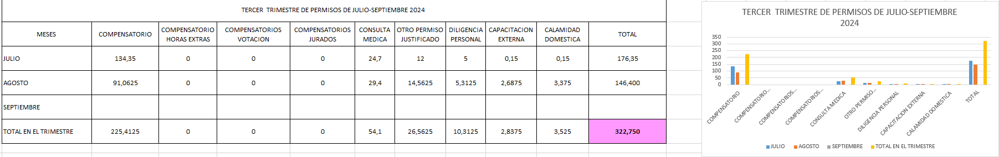 TERCER  TRIMESTRE DE PERMISOS DE JULIO-SEPTIEMBRE 2024
MESES COMPENSATORIO COMPENSATORIO HORAS EXTRAS COMPENSATORIOS VOTACION COMPENSATORIOS JURADOS CONSULTA MEDICA OTRO PERMISO JUSTIFICADO DILIGENCIA PERSONAL CAPACITACION EXTERNA CALAMIDAD DOMESTICA TOTAL
JULIO 134,35 0 0 0 24,7 12 5 0,15 0,15 176,35
AGOSTO 91,0625 0 0 0 29,4 14,5625 5,3125 2,6875 3,375 146,400
SEPTIEMBRE
TOTAL EN EL TRIMESTRE 225,4125 0 0 0 54,1 26,5625 10,3125 2,8375 3,525 322,750
TERCER  TRIMESTRE DE PERMISOS DE JULIO-SEPTIEMBRE
2024
350
300
250
200
150
100
50
0
COMPENSATORIO
COMPENSATORIO...
COMPENSATORIOS...
COMPENSATORIOS...
CONSULTA MEDICA
OTRO PERMISO...
DILIGENCIA PERSONAL
CAPACITACION EXTERNA
CALAMIDAD DOMESTICA
TOTAL
JULIO AGOSTO SEPTIEMBRE TOTAL EN EL TRIMESTRE